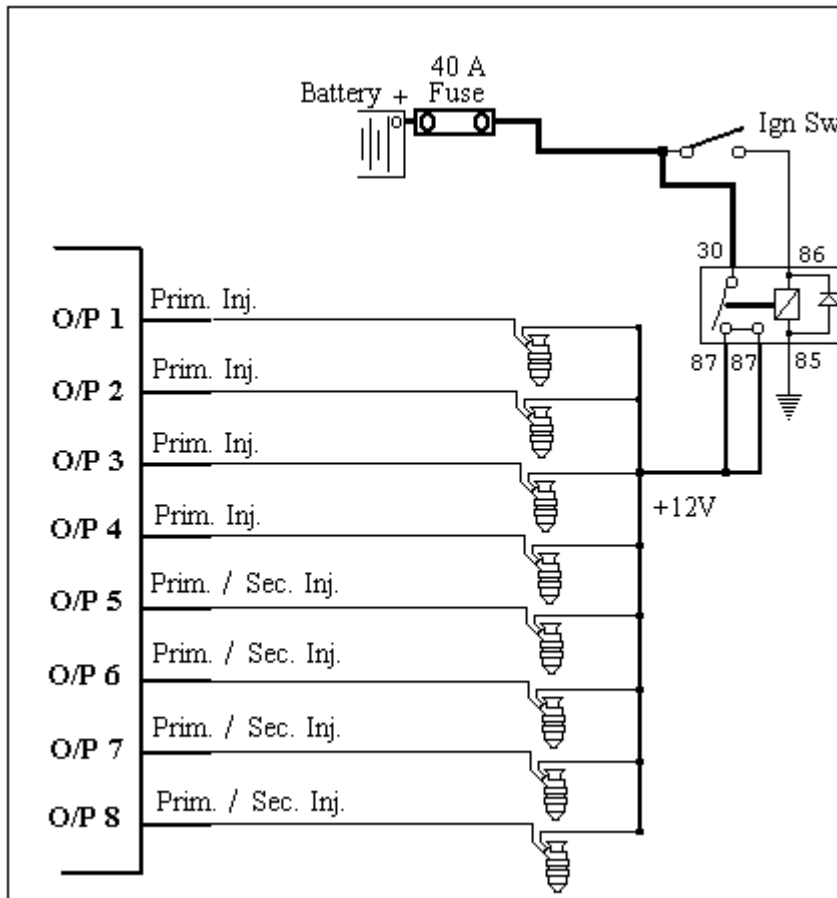 40 A
Battery + Fuse
Ign Sw
30
86
87
87
85
+12V
O/P 1
Prim. Inj.
O/P 2
Prim. Inj.
O/P 3
Prim. Inj.
O/P 4
Prim. Inj.
O/P 5
Prim. / Sec. Inj.
O/P 6
Prim. / Sec. Inj.
O/P 7
Prim. / Sec. Inj.
O/P 8
Prim. / Sec. Inj.